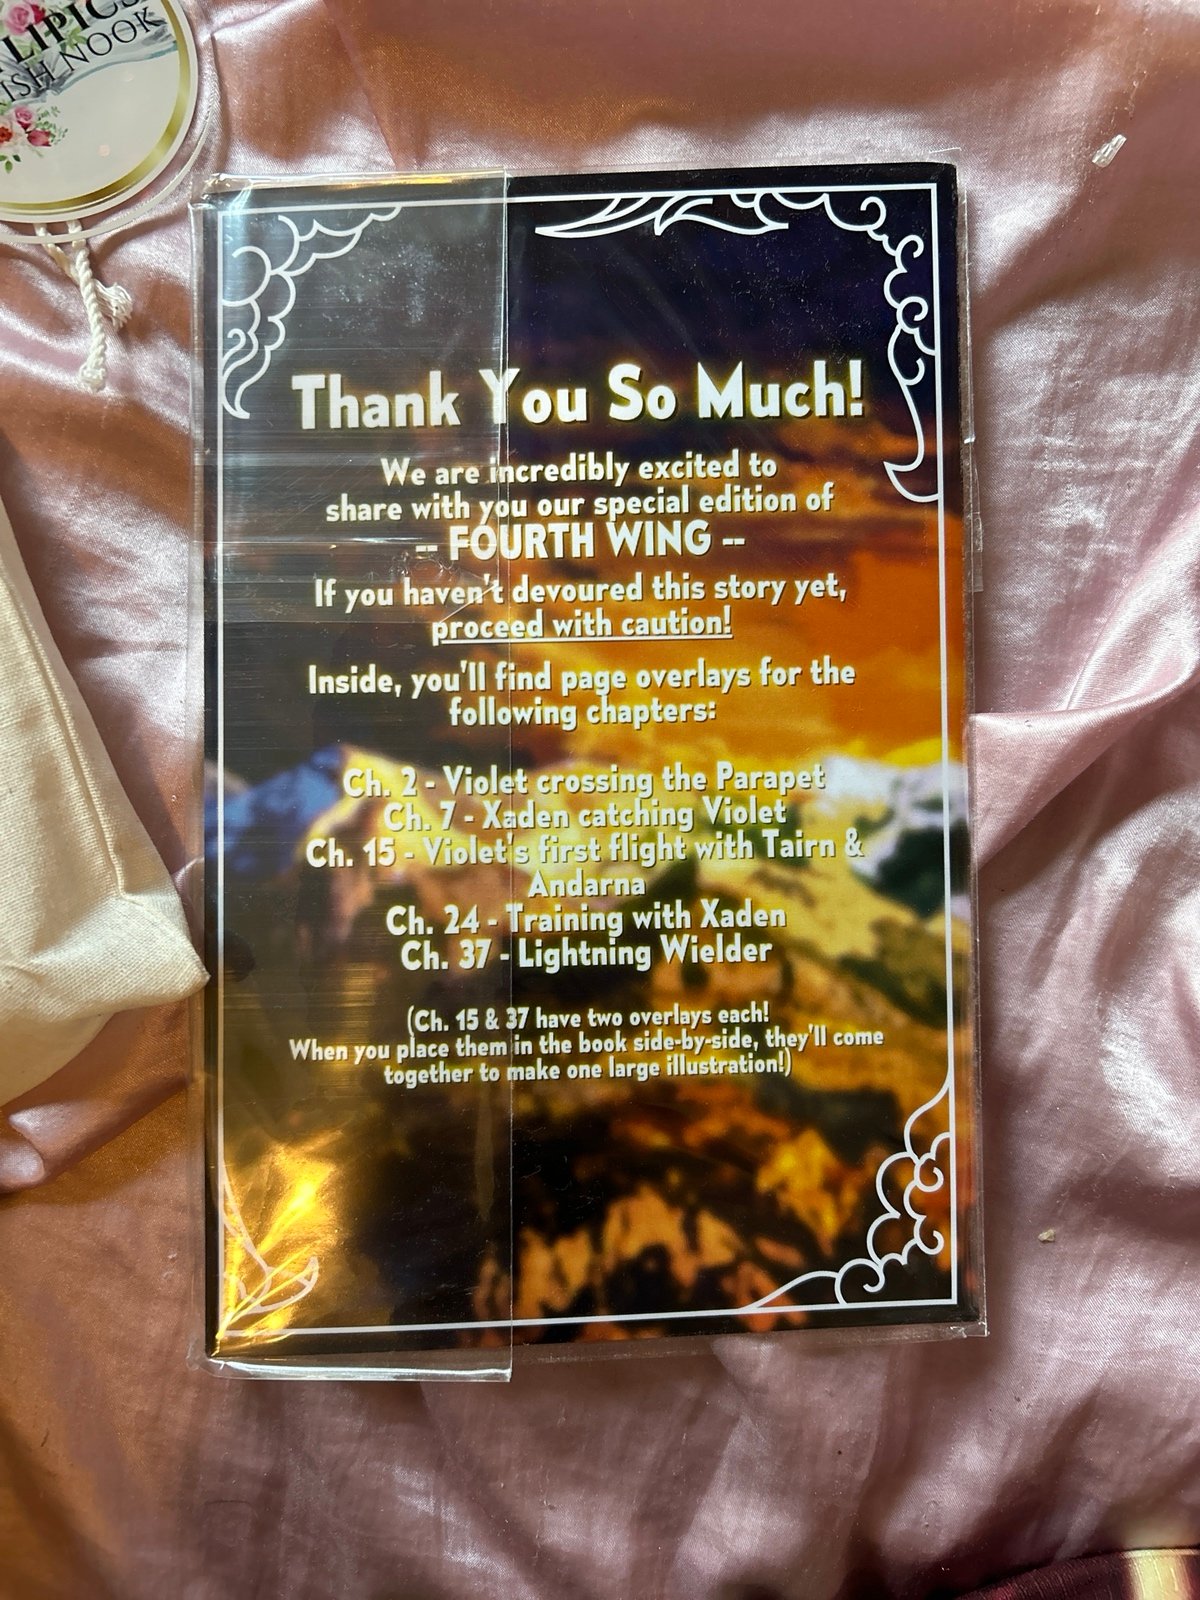 LIPICS
ISH NOOK
Thank You So Much!
We are incredibly excited to
share with you our special edition of
-- FOURTH WING --
If you haven't devoured this story yet,
proceed with caution!
Inside, you'll find page overlays for the
following chapters:
Ch. 2 - Violet crossing the Parapet
Ch. 7 - Xaden catching Violet
Ch. 15 - Violet's first flight with Tairn &
Andarna
Ch. 24 - Training with Xaden
Ch. 37 - Lightning Wielder
(Ch. 15 & 37 have two overlays each!
When you place them in the book side-by-side, they'll come
together to make one large illustration!)